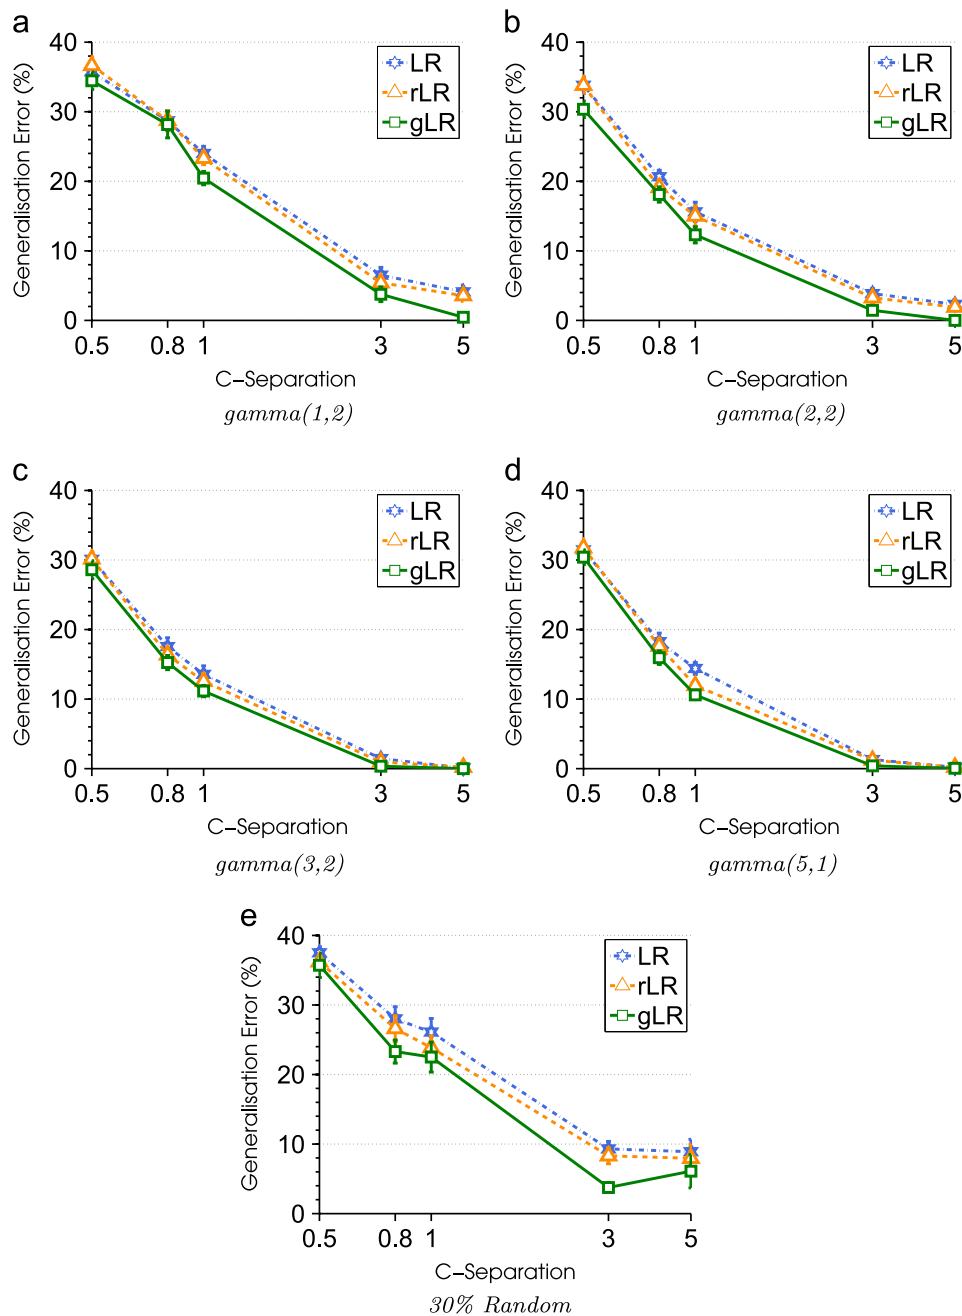 a
Generalisation Error (%)
40
30
20
10
0
0.5 0.8 1 3 5
LR
rLR
gLR
C-Separation
gamma(1,2)
b
Generalisation Error (%)
40
30
20
10
0
0.5 0.8 1 3 5
LR
rLR
gLR
C-Separation
gamma(2,2)
c
Generalisation Error (%)
40
30
20
10
0
0.5 0.8 1 3 5
LR
rLR
gLR
C-Separation
gamma(3,2)
d
Generalisation Error (%)
40
30
20
10
0
0.5 0.8 1 3 5
LR
rLR
gLR
C-Separation
gamma(5,1)
e
Generalisation Error (%)
40
30
20
10
0
0.5 0.8 1 3 5
LR
rLR
gLR
C-Separation
30% Random